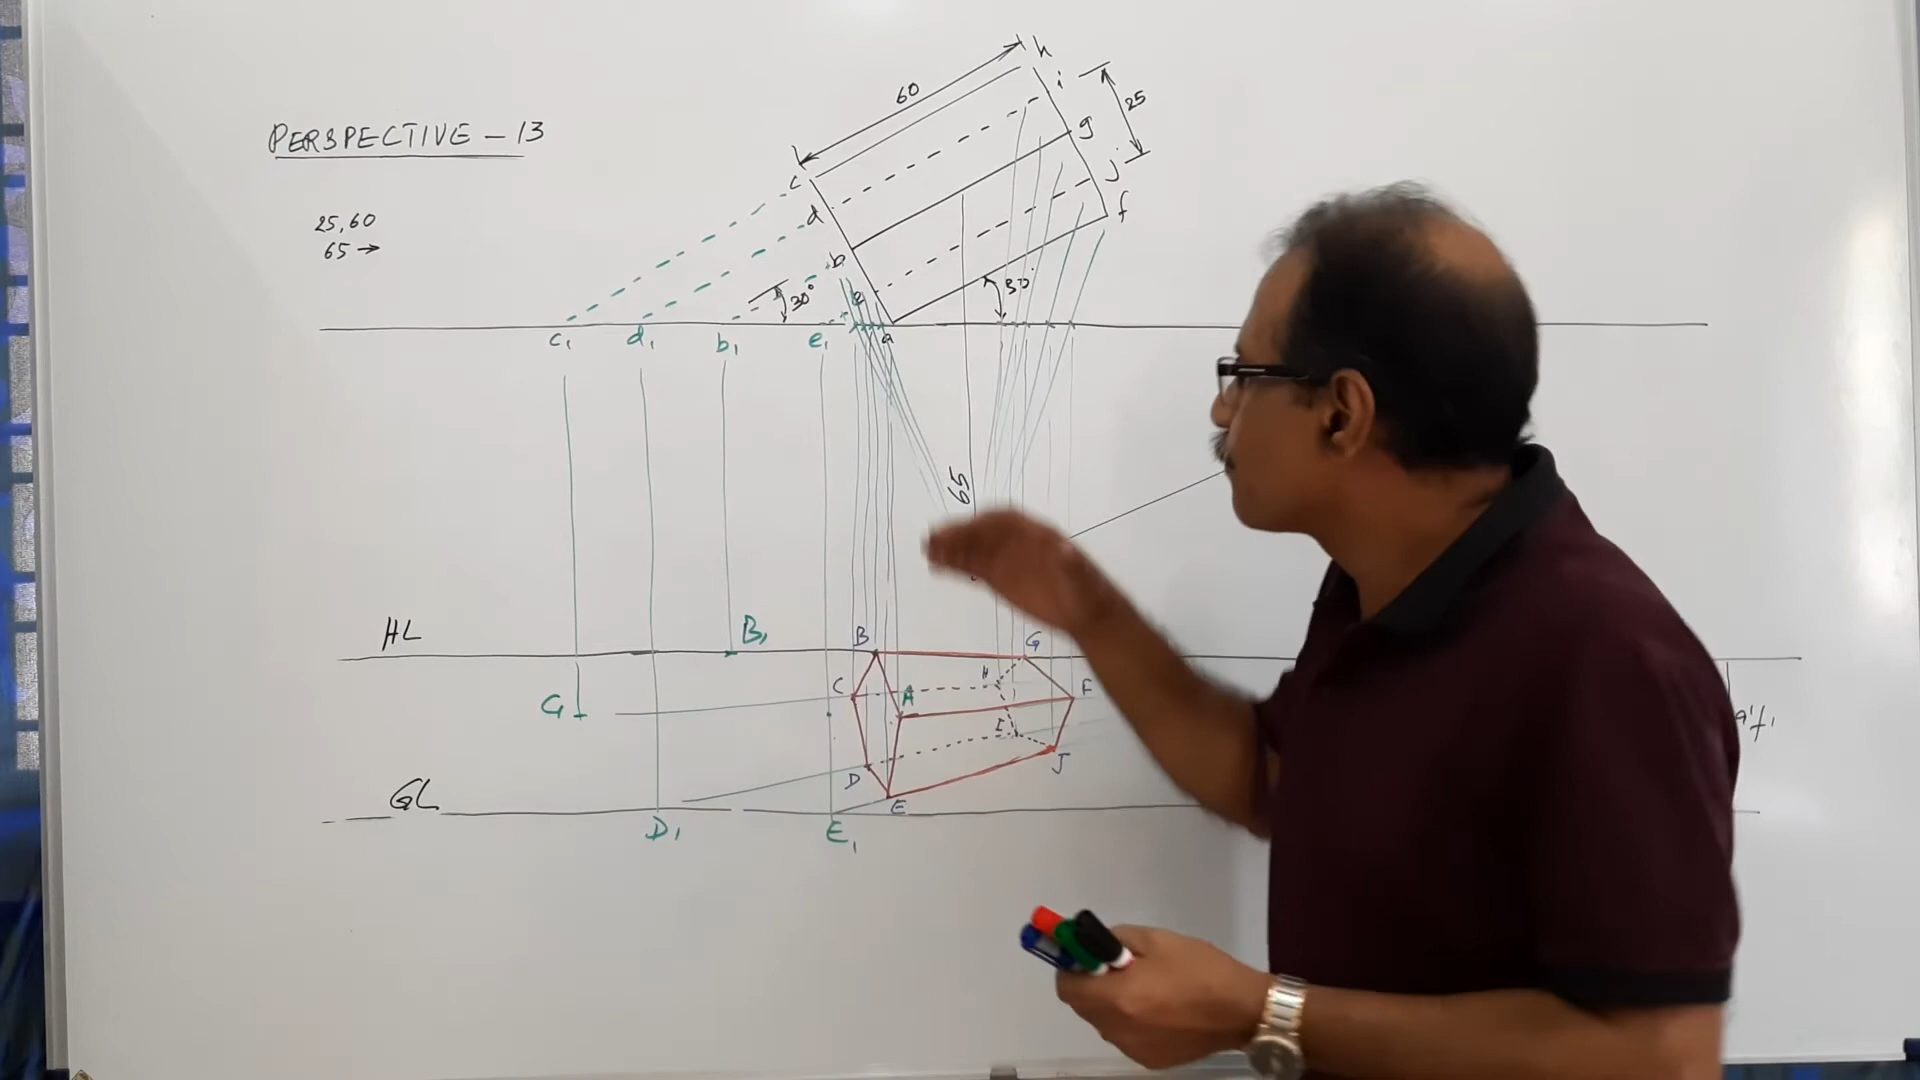 h
60
i
25
PERSPECTIVE - 13
g
j
c
d
f
25, 60
65 →
b
30°
e
30°
c₁ d₁ b₁ e₁ a
65
HL
B₁ B G
C A H F
C₁
I
J
D
GL
E
D₁ E₁